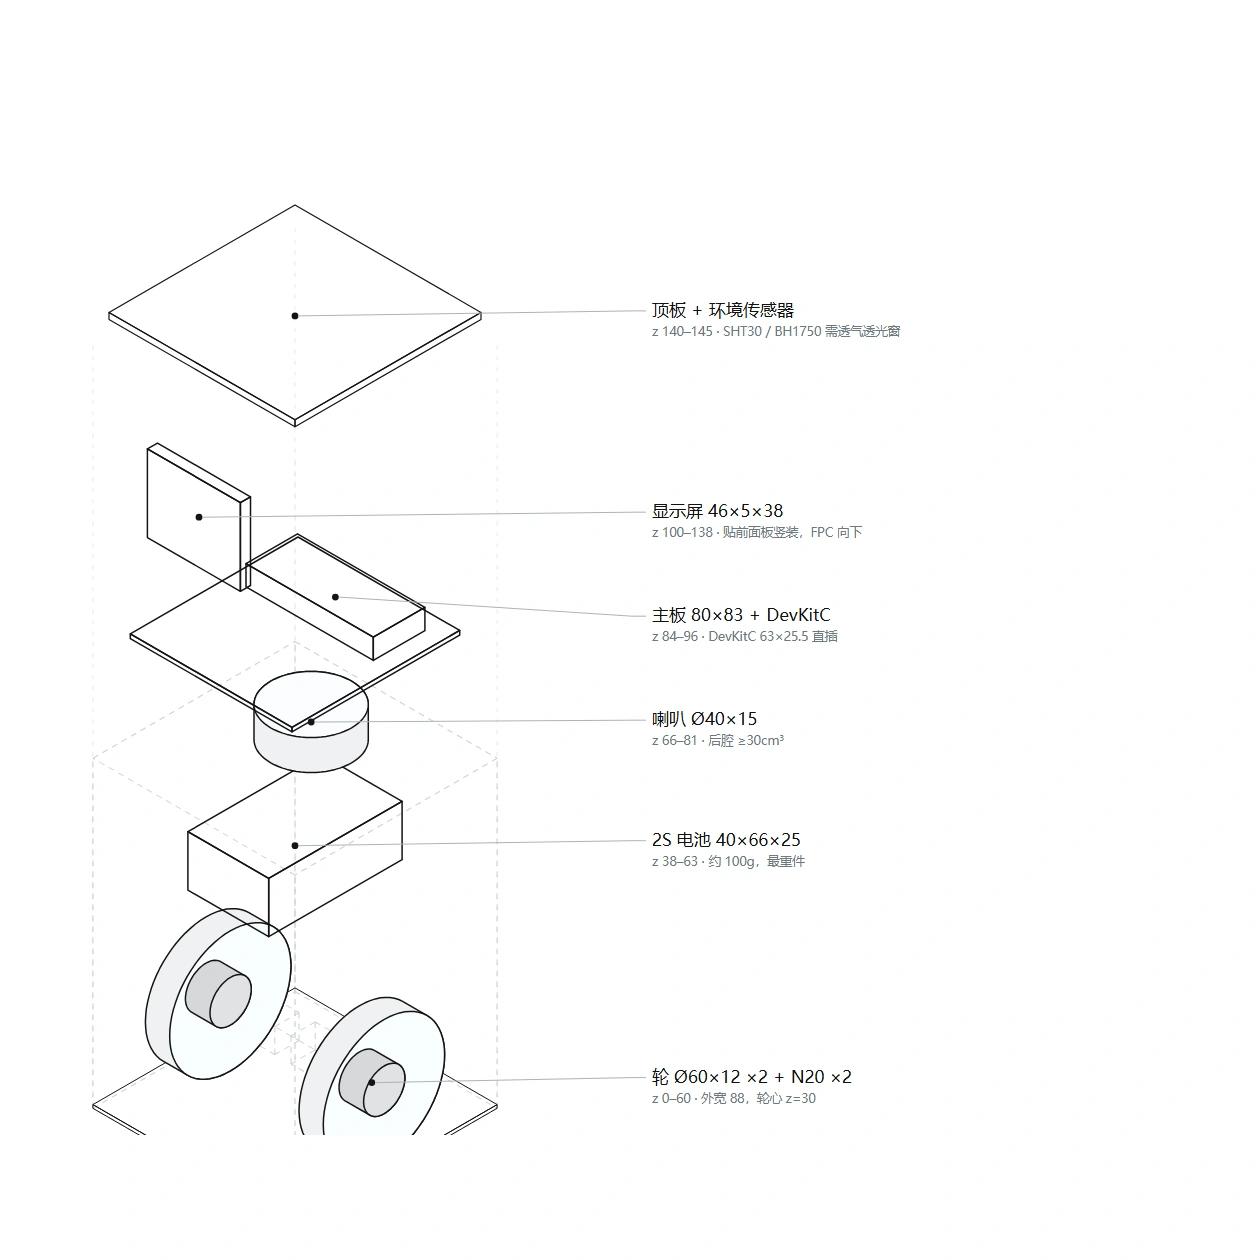 顶板 + 环境传感器
z 140–145 · SHT30 / BH1750 需透气透光窗
显示屏 46×5×38
z 100–138 · 贴前面板竖装，FPC 向下
主板 80×83 + DevKitC
z 84–96 · DevKitC 63×25.5 直插
喇叭 Ø40×15
z 66–81 · 后腔 ≥30cm³
2S 电池 40×66×25
z 38–63 · 约 100g，最重件
轮 Ø60×12 ×2 + N20 ×2
z 0–60 · 外宽 88，轮心 z=30